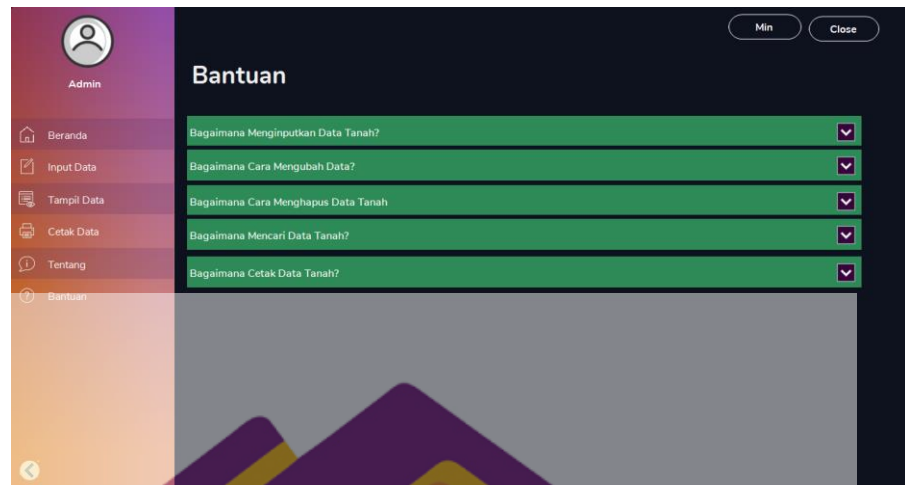 Min
Close
Admin
Bantuan
Beranda
Input Data
Tampil Data
Cetak Data
Tentang
Bantuan
Bagaimana Menginputkan Data Tanah?
Bagaimana Cara Mengubah Data?
Bagaimana Cara Menghapus Data Tanah
Bagaimana Mencari Data Tanah?
Bagaimana Cetak Data Tanah?